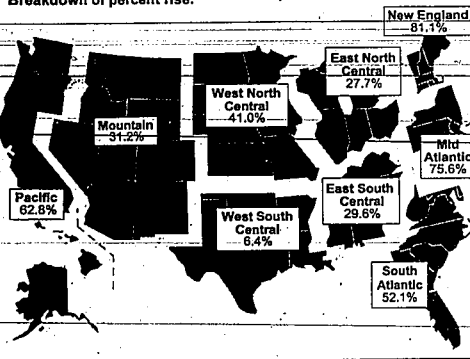 Breakdown of percent rise.
New England
81.1%
East North
Central
27.7%
West North
Central
41.0%
Mountain
31.2%
Mid
Atlantic
75.6%
Pacific
62.8%
East South
Central
29.6%
West South
Central
6.4%
South
Atlantic
52.1%